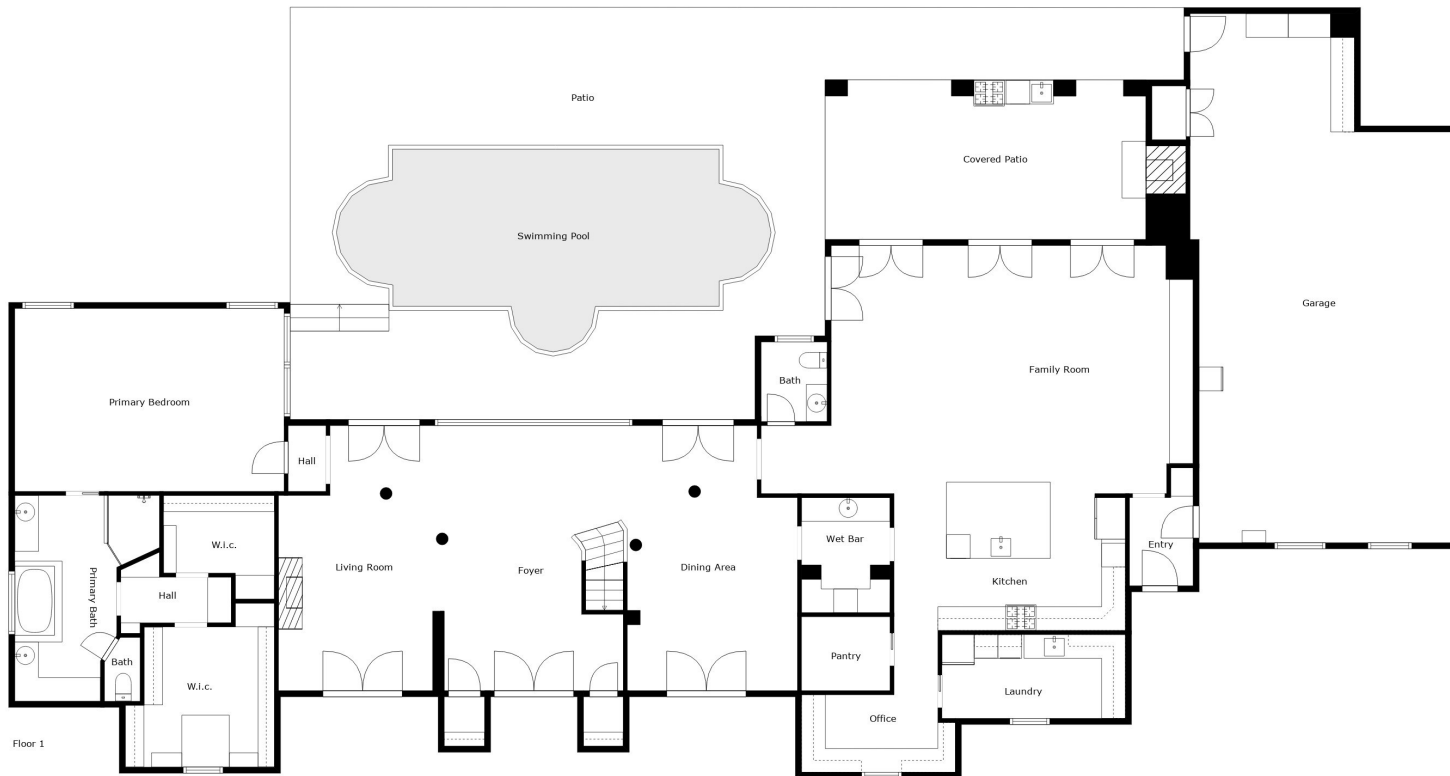 Patio
Covered Patio
Swimming Pool
Garage
Family Room
Bath
Primary Bedroom
Hall
W.i.c.
Wet Bar
Entry
Living Room
Foyer
Dining Area
Kitchen
Hall
Primary Bath
Bath
Pantry
W.i.c.
Laundry
Office
Floor 1